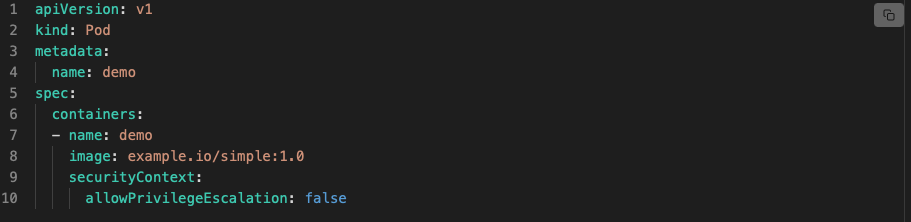 1 apiVersion: v1
2 kind: Pod
3 metadata:
4   name: demo
5 spec:
6   containers:
7   - name: demo
8     image: example.io/simple:1.0
9     securityContext:
10       allowPrivilegeEscalation: false